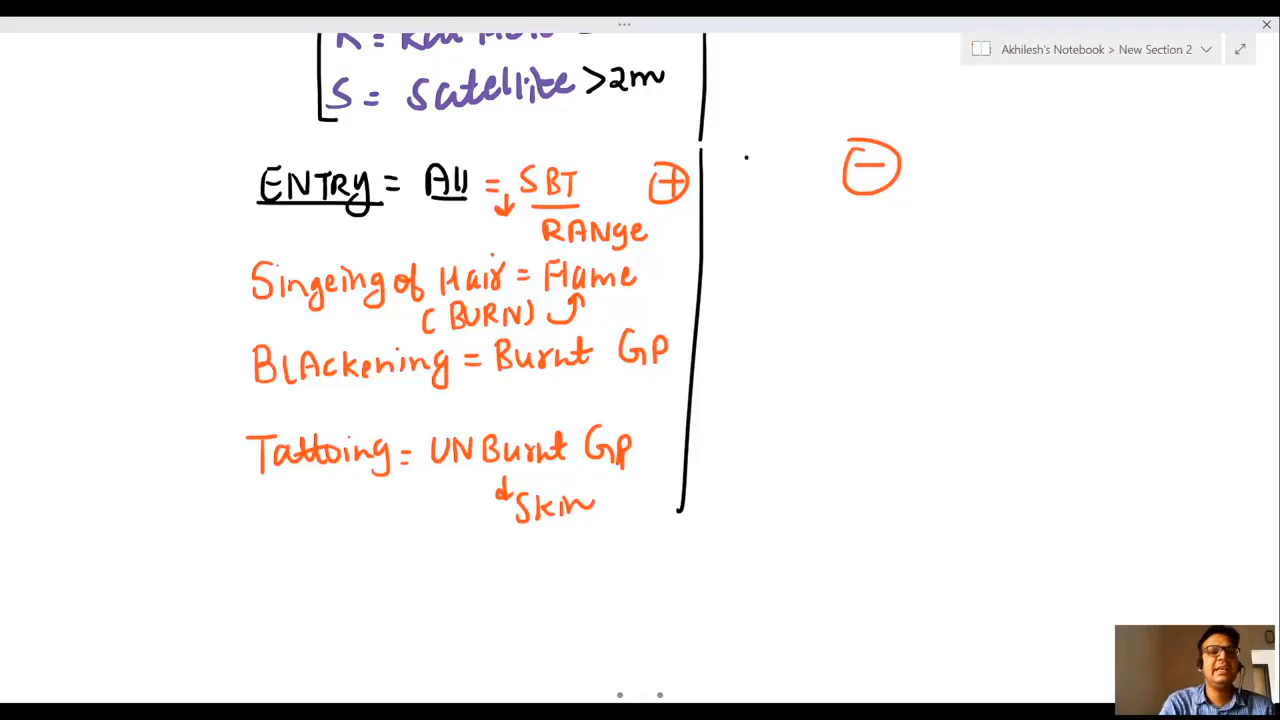 Akhilesh's Notebook > New Section 2
S = Satellite >2m
ENTRY = All = SBT +
↓
RANge
−
Singeing of Hair = Flame
(BURN)
BlAckening = Burnt GP
Tattoing = UNBurnt GP
↓ Skin